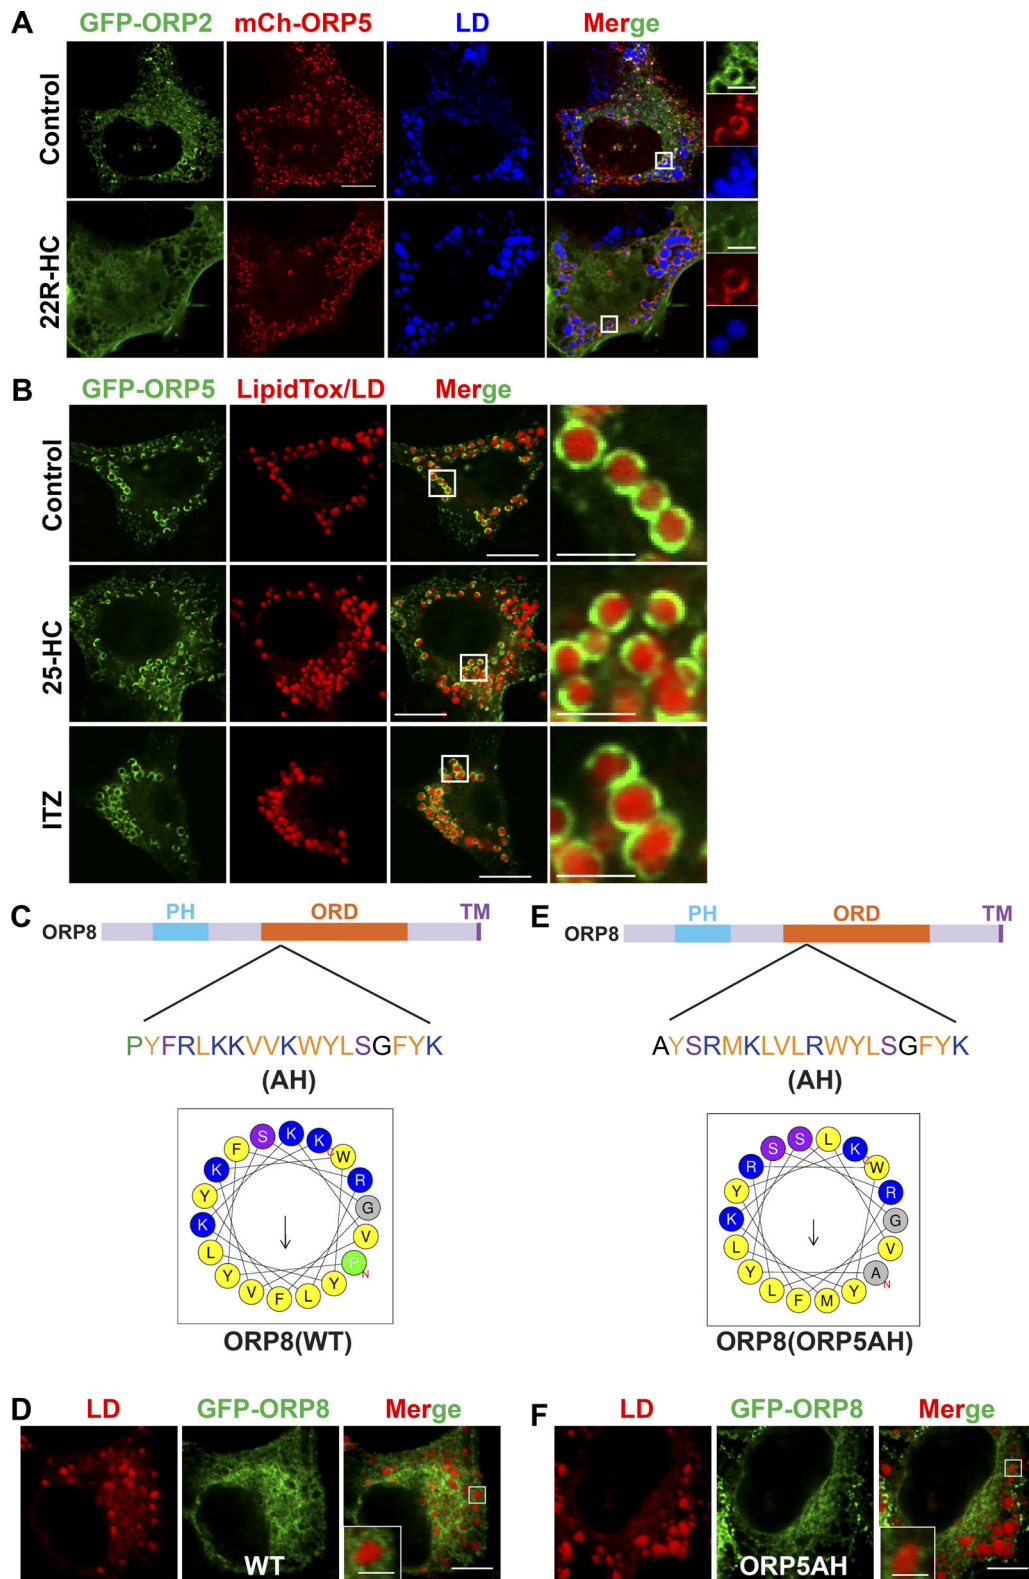 A
GFP-ORP2 mCh-ORP5 LD Merge
Control
22R-HC
B
GFP-ORP5 LipidTox/LD Merge
Control
25-HC
ITZ
C
PH ORD TM
ORP8
PYFRLKKVVKWYLSGFYK
(AH)
S K K W R G V P N Y L F V Y L K Y K F
C
ORP8(WT)
E
PH ORD TM
ORP8
AYSRMKLVLRWYLSGFYK
(AH)
S S L K W R G V A N Y M F L Y L K Y R
C
ORP8(ORP5AH)
D
LD GFP-ORP8 Merge
WT
F
LD GFP-ORP8 Merge
ORP5AH